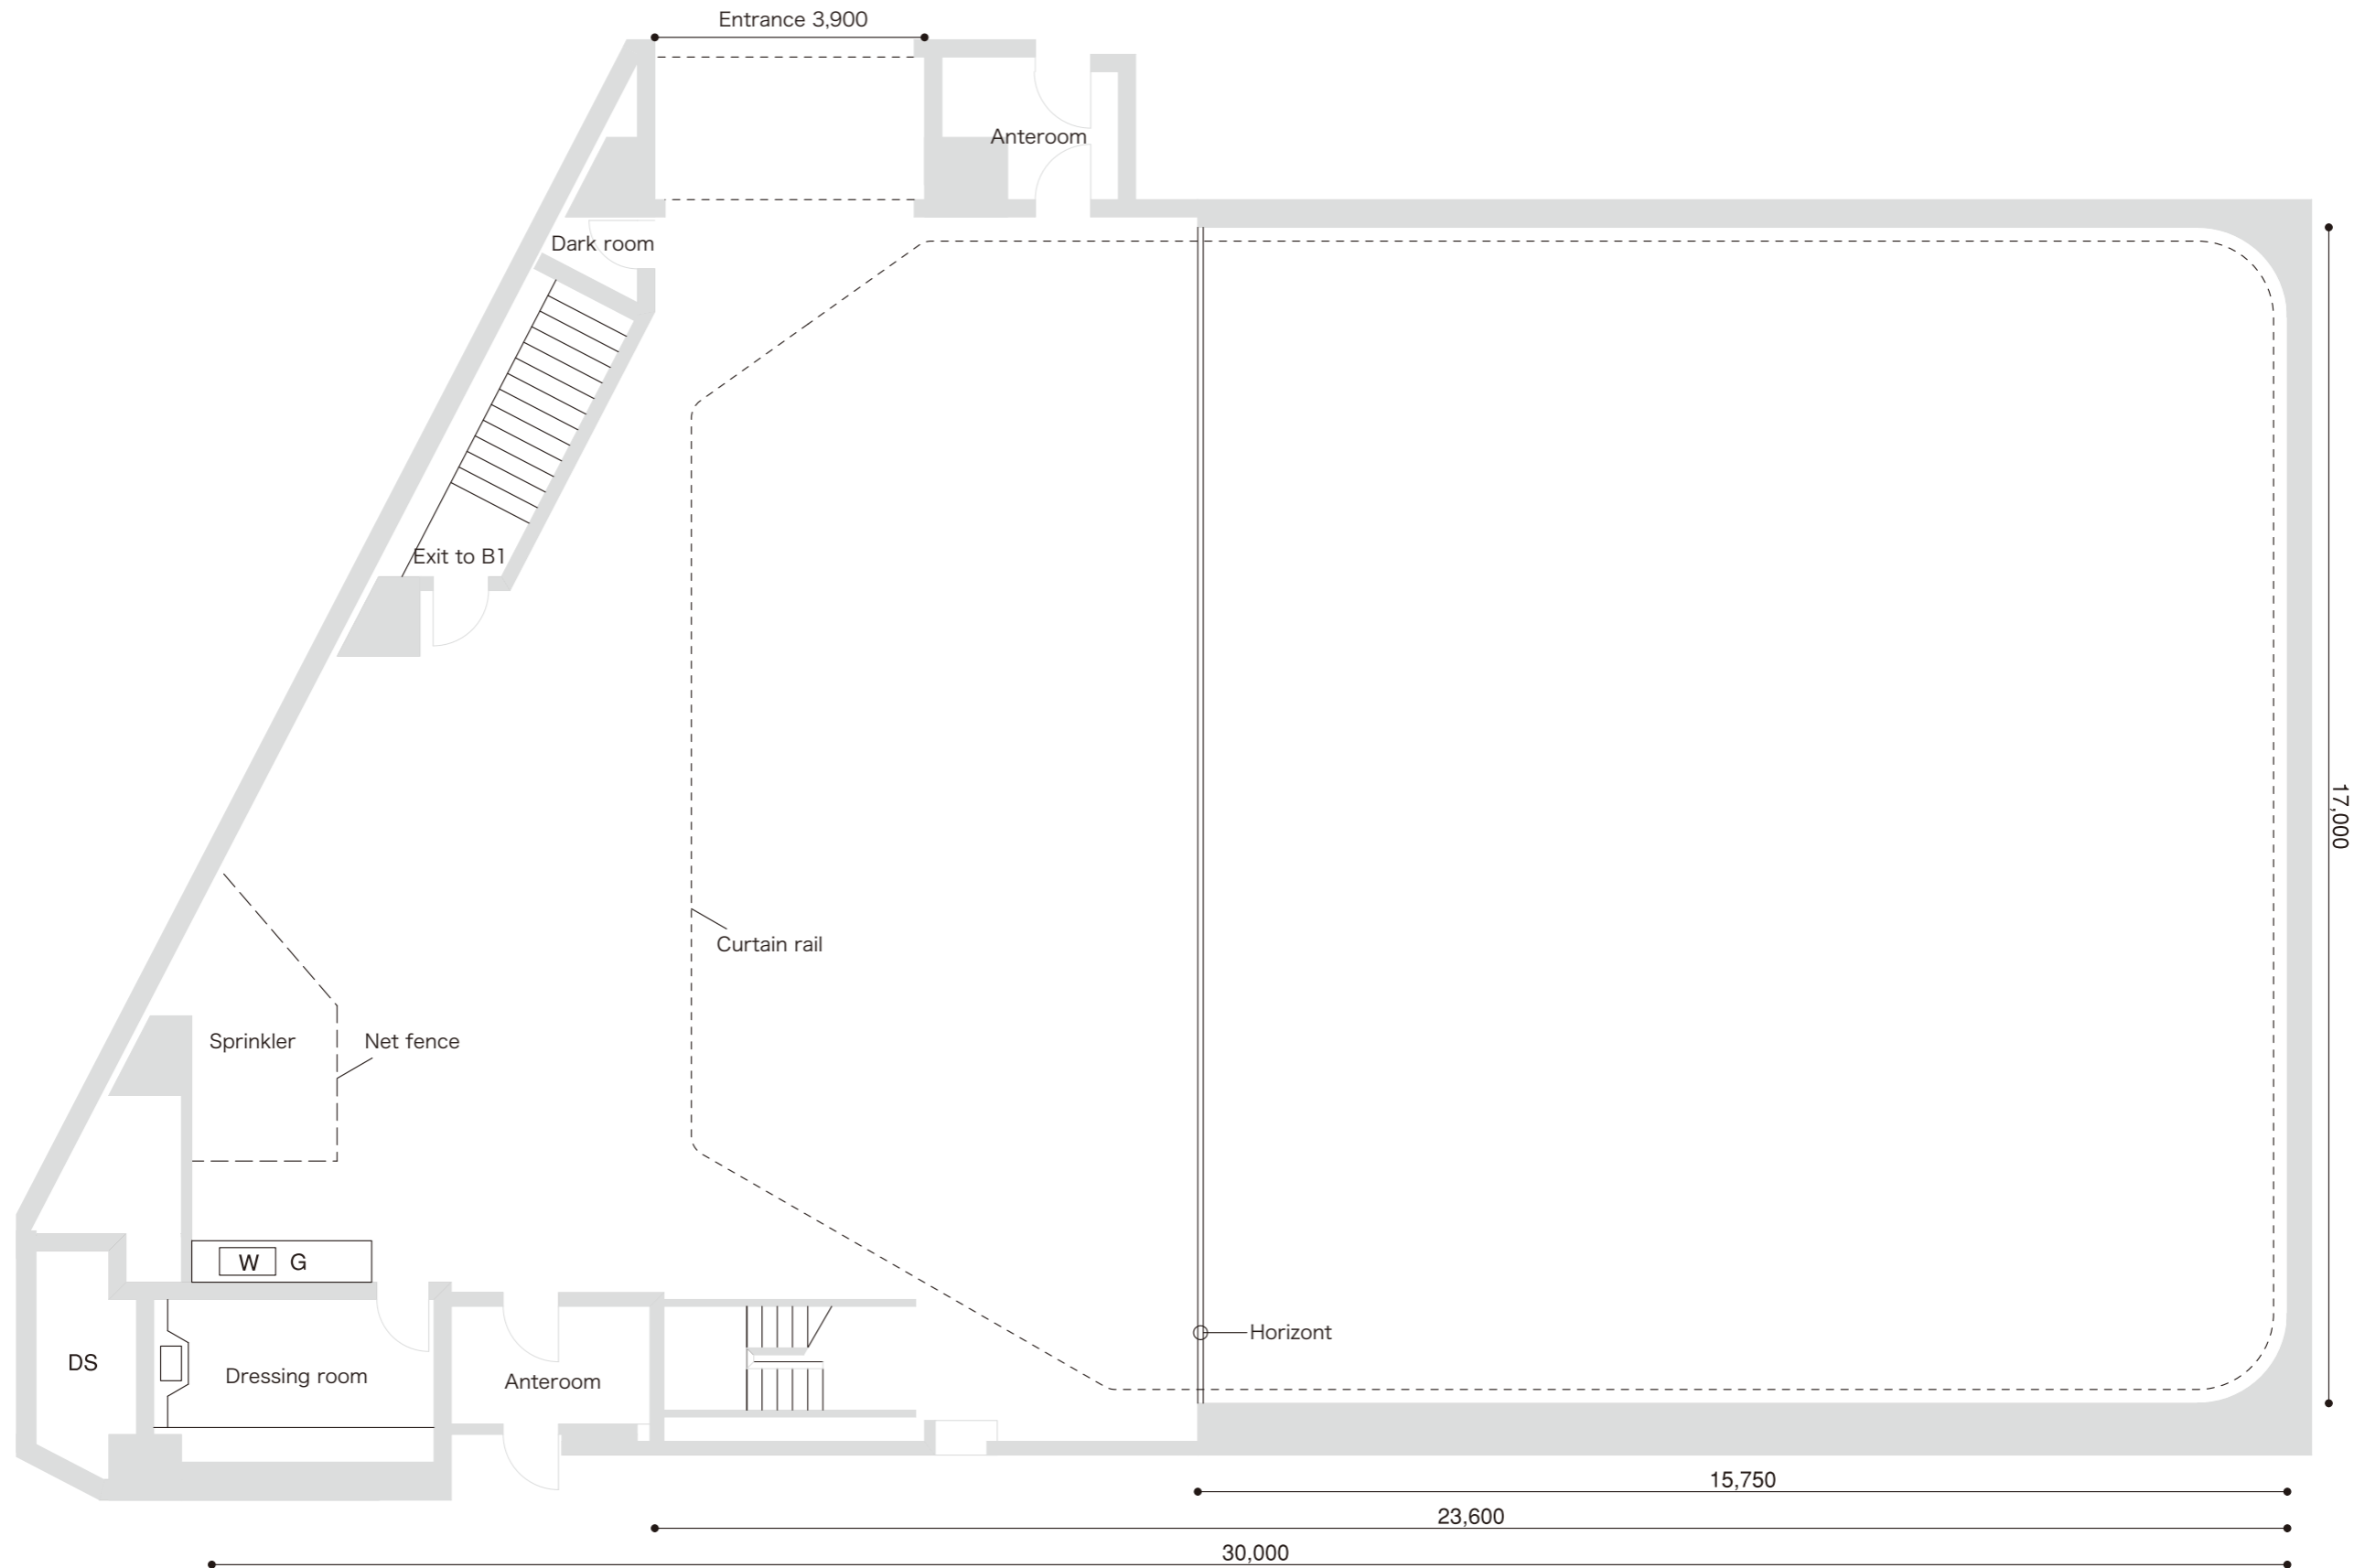 Entrance 3,900
Anteroom
Dark room
Exit to B1
17,000
Curtain rail
Sprinkler
Net fence
W
G
Horizont
DS
Dressing room
Anteroom
15,750
23,600
30,000